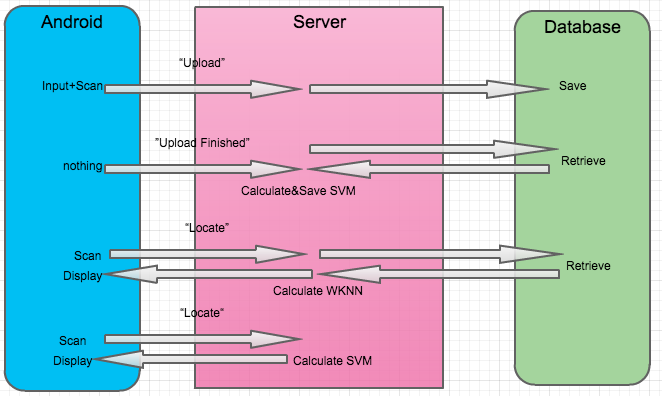 Android
Server
Database
“Upload”
Input+Scan
Save
”Upload Finished”
nothing
Retrieve
Calculate&Save SVM
“Locate”
Scan
Display
Retrieve
Calculate WKNN
“Locate”
Scan
Display
Calculate SVM